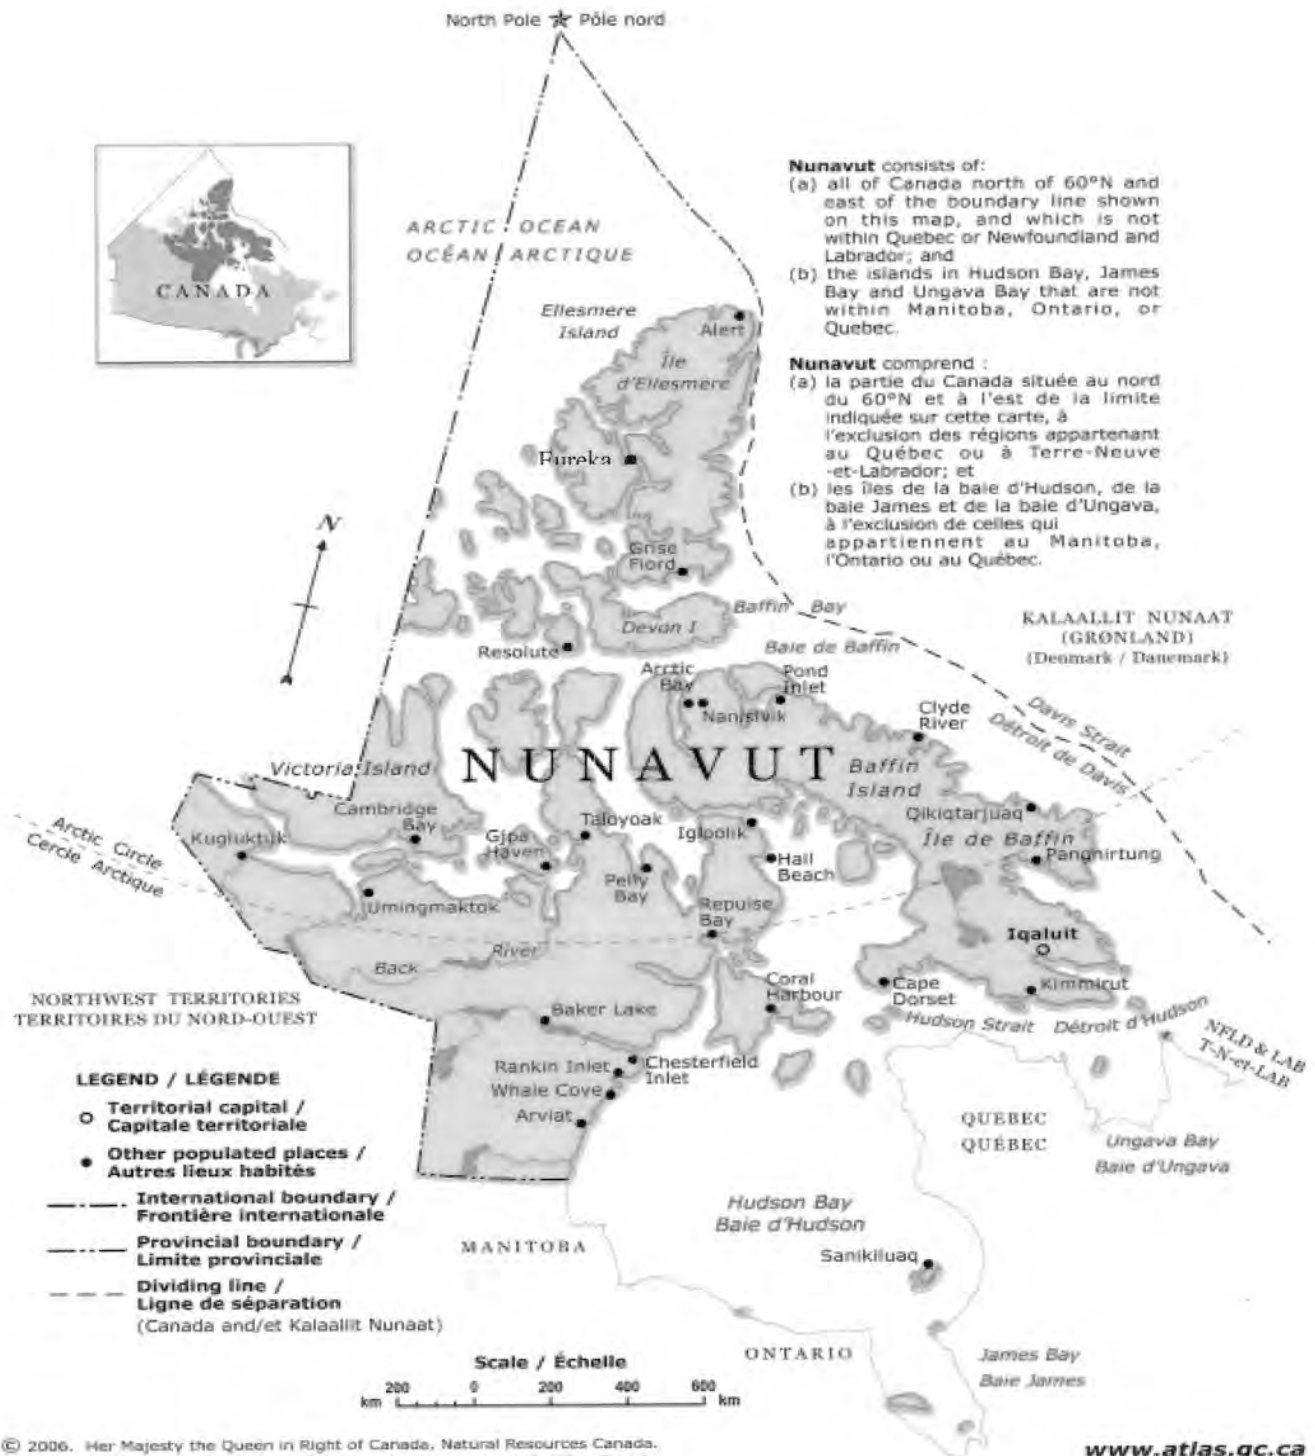 North Pole Pôle nord
CANADA
ARCTIC OCEAN
OCÉAN ARCTIQUE
Nunavut consists of:
(a) all of Canada north of 60°N and
east of the boundary line shown
on this map, and which is not
within Quebec or Newfoundland and
Labrador; and
(b) the islands in Hudson Bay, James
Bay and Ungava Bay that are not
within Manitoba, Ontario, or
Quebec.
Nunavut comprend :
(a) la partie du Canada située au nord
du 60°N et à l'est de la limite
indiquée sur cette carte, à
l'exclusion des régions appartenant
au Québec ou à Terre-Neuve
-et-Labrador; et
(b) les îles de la baie d'Hudson, de la
baie James et de la baie d'Ungava,
à l'exclusion de celles qui
appartiennent au Manitoba,
l'Ontario ou au Québec.
Ellesmere
Island
Alert
Île
d'Ellesmere
Eureka
N
Grise
Fiord
Devon I
Baffin Bay
Baie de Baffin
KALAALLIT NUNAAT
(GRØNLAND)
(Denmark / Danemark)
Resolute
Arctic
Bay
Nanisivik
Pond
Inlet
Clyde
River
Davis Strait
Détroit de Davis
NUNAVUT
Victoria Island
Baffin
Island
Cambridge
Bay
Gjoa
Haven
Taloyoak
Igloolik
Qikiqtarjuaq
Île de Baffin
Arctic Circle
Cercle Arctique
Kugluktuk
Hall
Beach
Pangnirtung
Pelly
Bay
Umingmaktok
Repulse
Bay
Iqaluit
Back River
NORTHWEST TERRITORIES
TERRITOIRES DU NORD-OUEST
Baker Lake
Coral
Harbour
Cape
Dorset
Kimmirut
Hudson Strait Détroit d'Hudson
NFLD & LAB
T-N-et-LAB
Rankin Inlet
Chesterfield
Inlet
Whale Cove
Arviat
QUEBEC
QUÉBEC
Ungava Bay
Baie d'Ungava
LEGEND / LÉGENDE
Territorial capital /
Capitale territoriale
Other populated places /
Autres lieux habités
International boundary /
Frontière internationale
Provincial boundary /
Limite provinciale
Dividing line /
Ligne de séparation
(Canada and/et Kalaallit Nunaat)
Hudson Bay
Baie d'Hudson
MANITOBA
Sanikiluaq
ONTARIO
James Bay
Baie James
Scale / Échelle
km 200 0 200 400 600 km
© 2006. Her Majesty the Queen in Right of Canada, Natural Resources Canada.
www.atlas.gc.ca